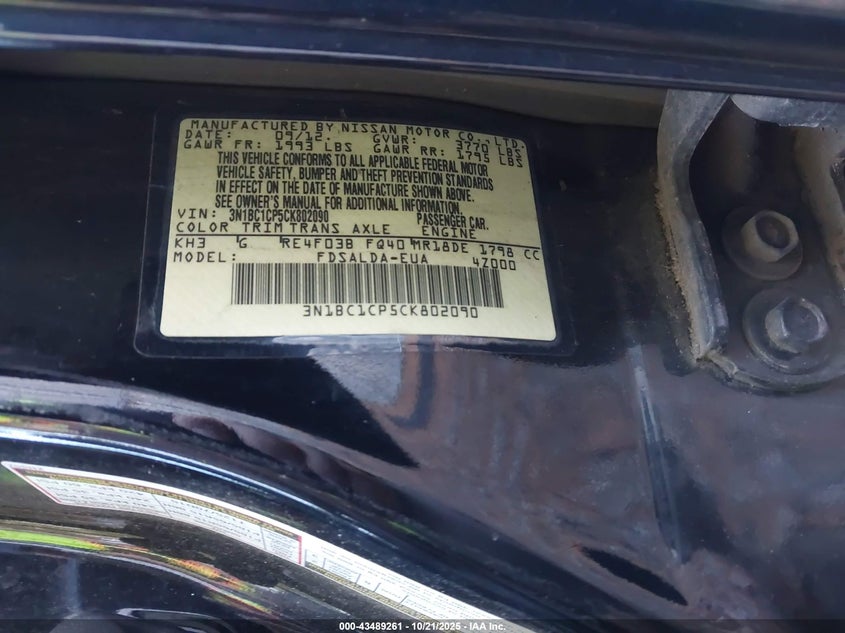 MANUFACTURED BY NISSAN MOTOR CO., LTD.
DATE: 09/12. GVWR: 3770 LBS
GAWR FR: 1993 LBS GAWR RR: 1795 LBS
THIS VEHICLE CONFORMS TO ALL APPLICABLE FEDERAL MOTOR
VEHICLE SAFETY, BUMPER AND THEFT PREVENTION STANDARDS
IN EFFECT ON THE DATE OF MANUFACTURE SHOWN ABOVE.
SEE OWNER'S MANUAL FOR ADDITIONAL INFORMATION.
VIN: 3N1BC1CP5CK802090 PASSENGER CAR.
COLOR TRIM TRANS AXLE ENGINE
KH3 G RE4F03B FQ40 MR18DE 1798 CC
MODEL: FDSALDA-EUA 4Z000
3N1BC1CP5CK802090
000-43489261 - 10/21/2025 - IAA Inc.